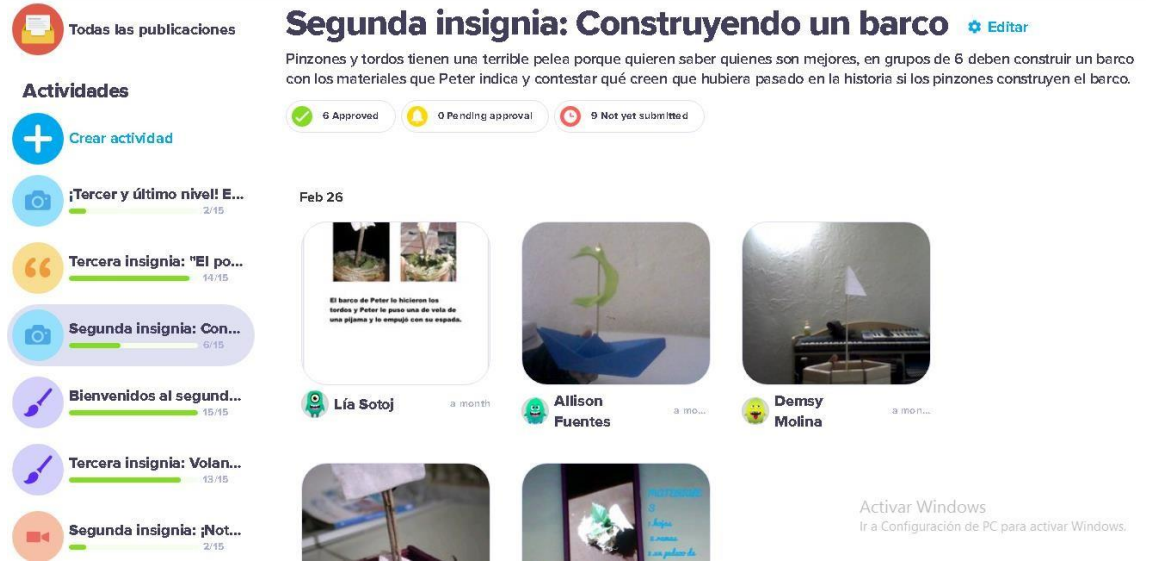 Todas las publicaciones
Actividades
Crear actividad
¡Tercer y último nivel! E...
2/15
Tercera insignia: "El po...
14/15
Segunda insignia: Con...
6/15
Bienvenidos al segund...
15/15
Tercera insignia: Volan...
13/15
Segunda insignia: ¡Not...
2/15
Segunda insignia: Construyendo un barco
Editar
Pinzones y tordos tienen una terrible pelea porque quieren saber quienes son mejores, en grupos de 6 deben construir un barco
con los materiales que Peter indica y contestar qué creen que hubiera pasado en la historia si los pinzones construyen el barco.
6 Approved
0 Pending approval
9 Not yet submitted
Feb 26
El barco de Peter lo hicieron los
tordos y Peter le puso una de vela de
una pijama y lo empujó con su espada.
Lía Sotoj
a month
Allison
Fuentes
a mo...
Demsy
Molina
a mon...
1. hojas
2. ramas
Activar Windows
Ir a Configuración de PC para activar Windows.